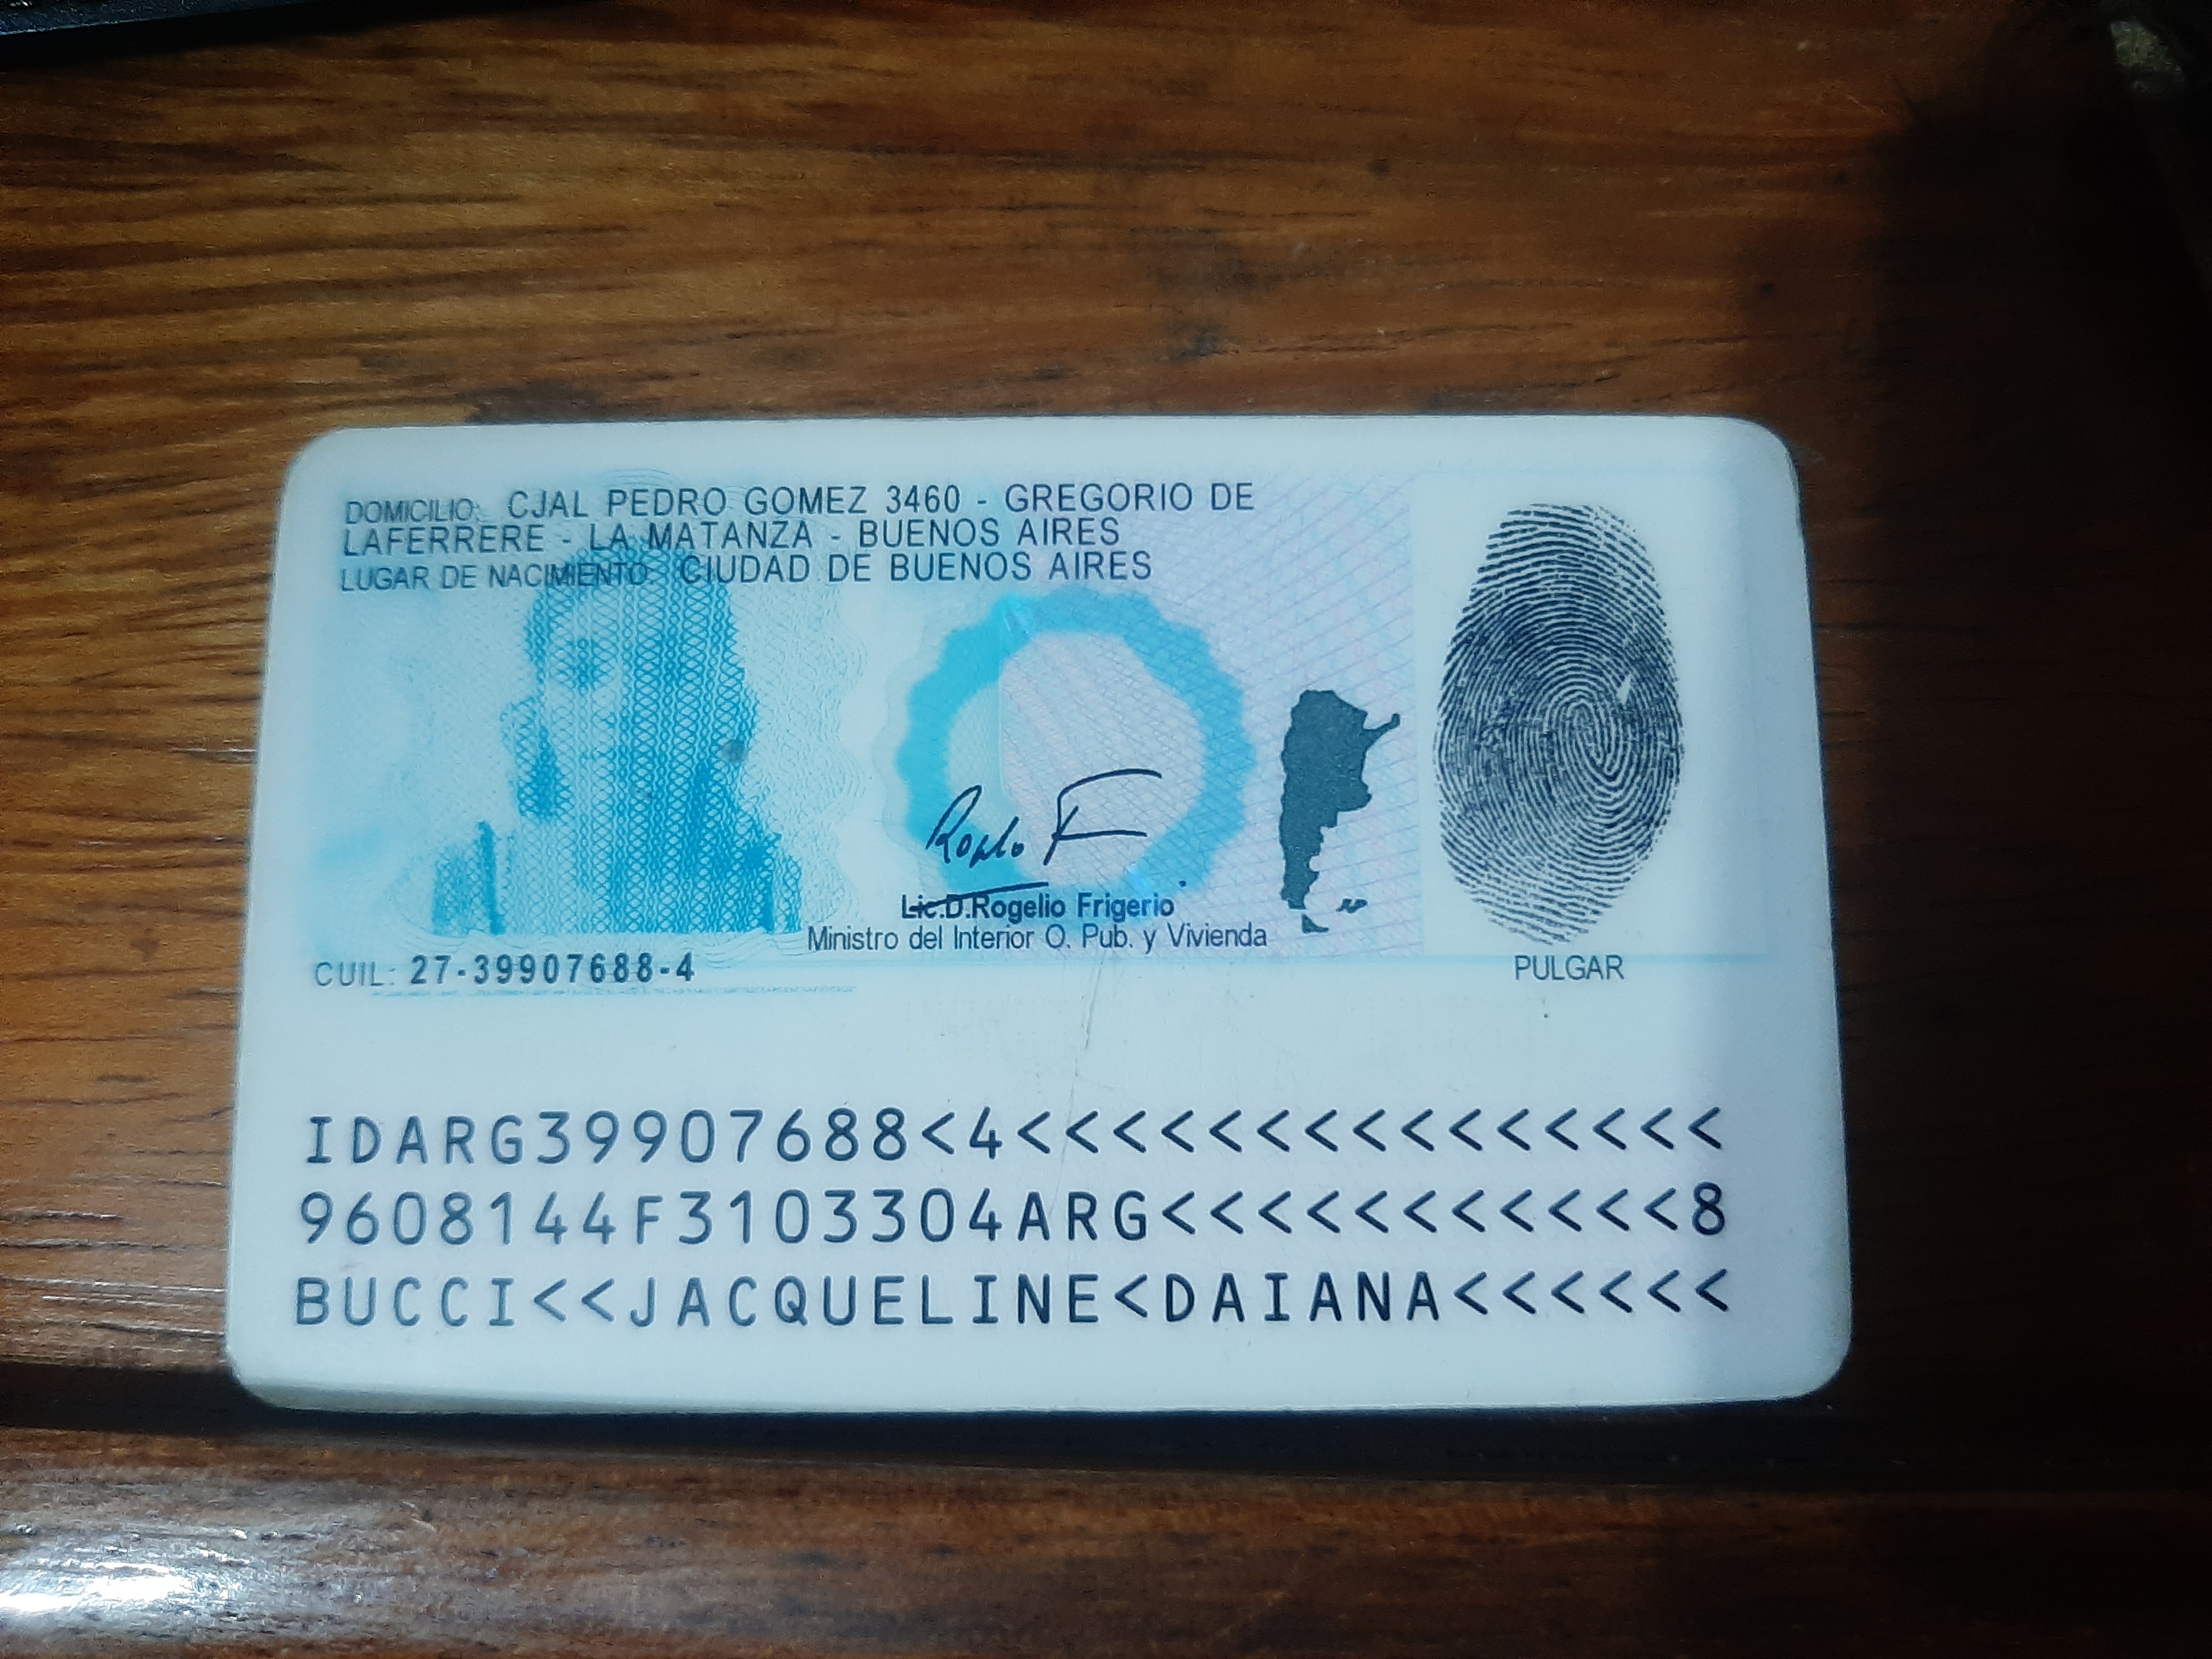 DOMICILIO: CJAL PEDRO GOMEZ 3460 - GREGORIO DE
LAFERRERE - LA MATANZA - BUENOS AIRES
LUGAR DE NACIMIENTO: CIUDAD DE BUENOS AIRES
Lic.D.Rogelio Frigerio
Ministro del Interior O. Pub. y Vivienda
CUIL: 27-39907688-4
PULGAR
IDARG39907688<4<<<<<<<<<<<<<<<
9608144F3103304ARG<<<<<<<<<<<8
BUCCI<<JACQUELINE<DAIANA<<<<<<